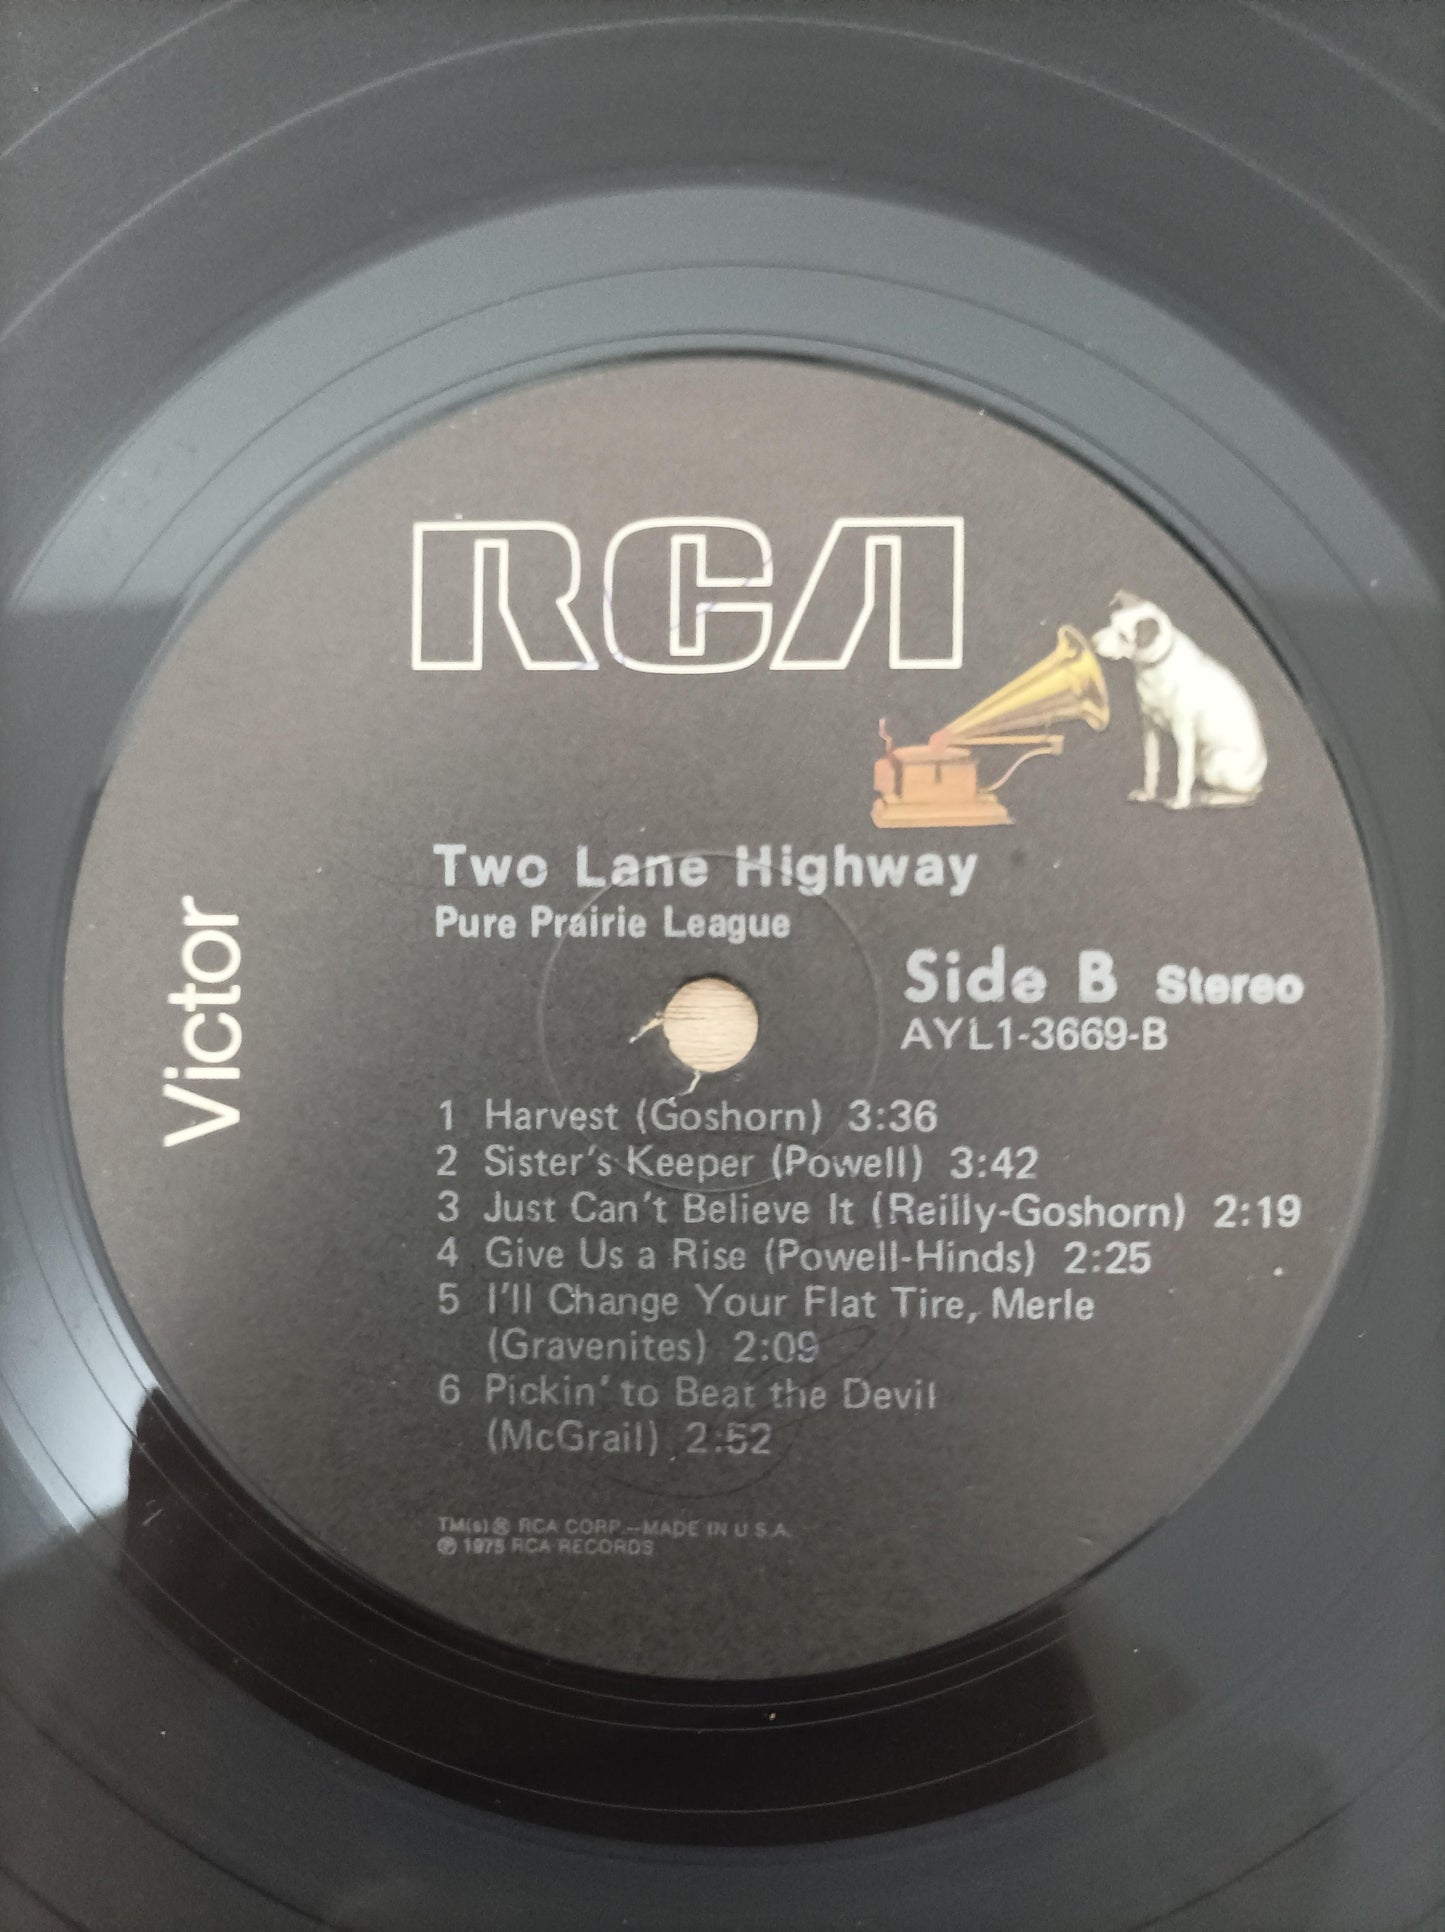 RCA
Victor
Two Lane Highway
Pure Prairie League
Side B Stereo
AYL1-3669-B
1 Harvest (Goshorn) 3:36
2 Sister's Keeper (Powell) 3:42
3 Just Can't Believe It (Reilly-Goshorn) 2:19
4 Give Us a Rise (Powell-Hinds) 2:25
5 I'll Change Your Flat Tire, Merle
(Gravenites) 2:09
6 Pickin' to Beat the Devil
(McGrail) 2:52
TM(s)® RCA CORP.—MADE IN U.S.A.
℗ 1975 RCA RECORDS